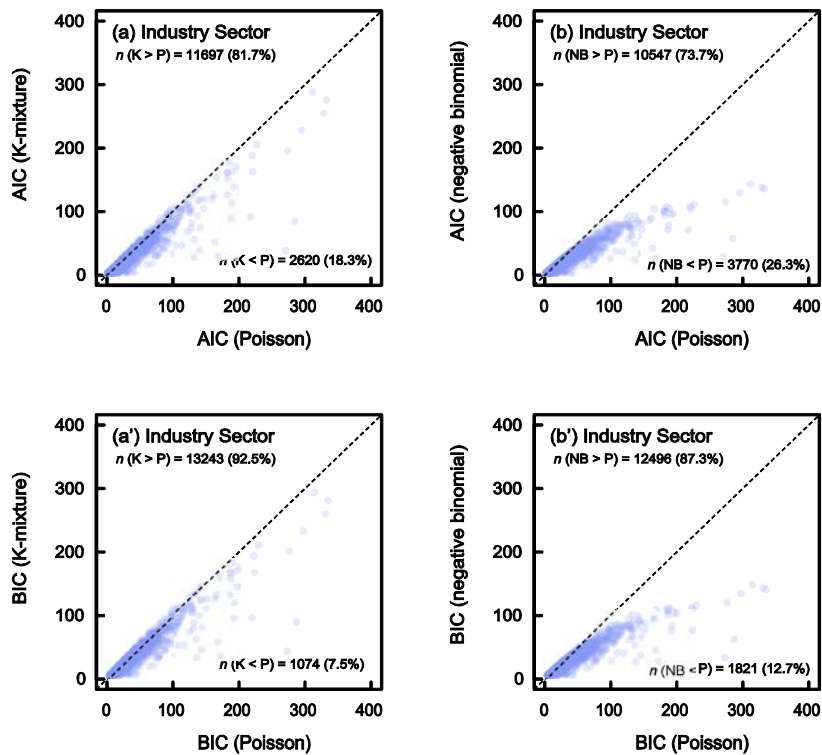 400
300
200
100
0
0 100 200 300 400
AIC (K-mixture)
AIC (Poisson)
(a) Industry Sector
n (K > P) = 11697 (81.7%)
n (K < P) = 2620 (18.3%)
400
300
200
100
0
0 100 200 300 400
AIC (negative binomial)
AIC (Poisson)
(b) Industry Sector
n (NB > P) = 10547 (73.7%)
n (NB < P) = 3770 (26.3%)
400
300
200
100
0
0 100 200 300 400
BIC (K-mixture)
BIC (Poisson)
(a') Industry Sector
n (K > P) = 13243 (92.5%)
n (K < P) = 1074 (7.5%)
400
300
200
100
0
0 100 200 300 400
BIC (negative binomial)
BIC (Poisson)
(b') Industry Sector
n (NB > P) = 12496 (87.3%)
n (NB < P) = 1821 (12.7%)